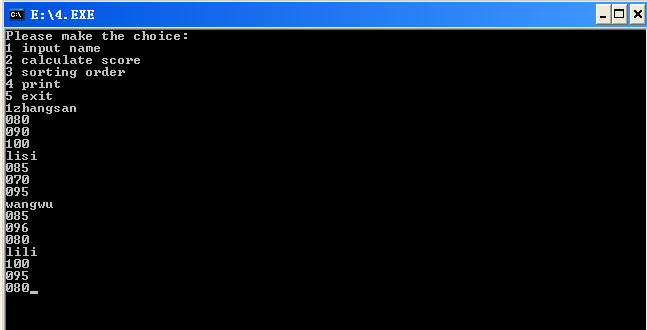 E:\4.EXE
Please make the choice:
1 input name
2 calculate score
3 sorting order
4 print
5 exit
1zhangsan
080
090
100
lisi
085
070
095
wangwu
085
096
080
lili
100
095
080_